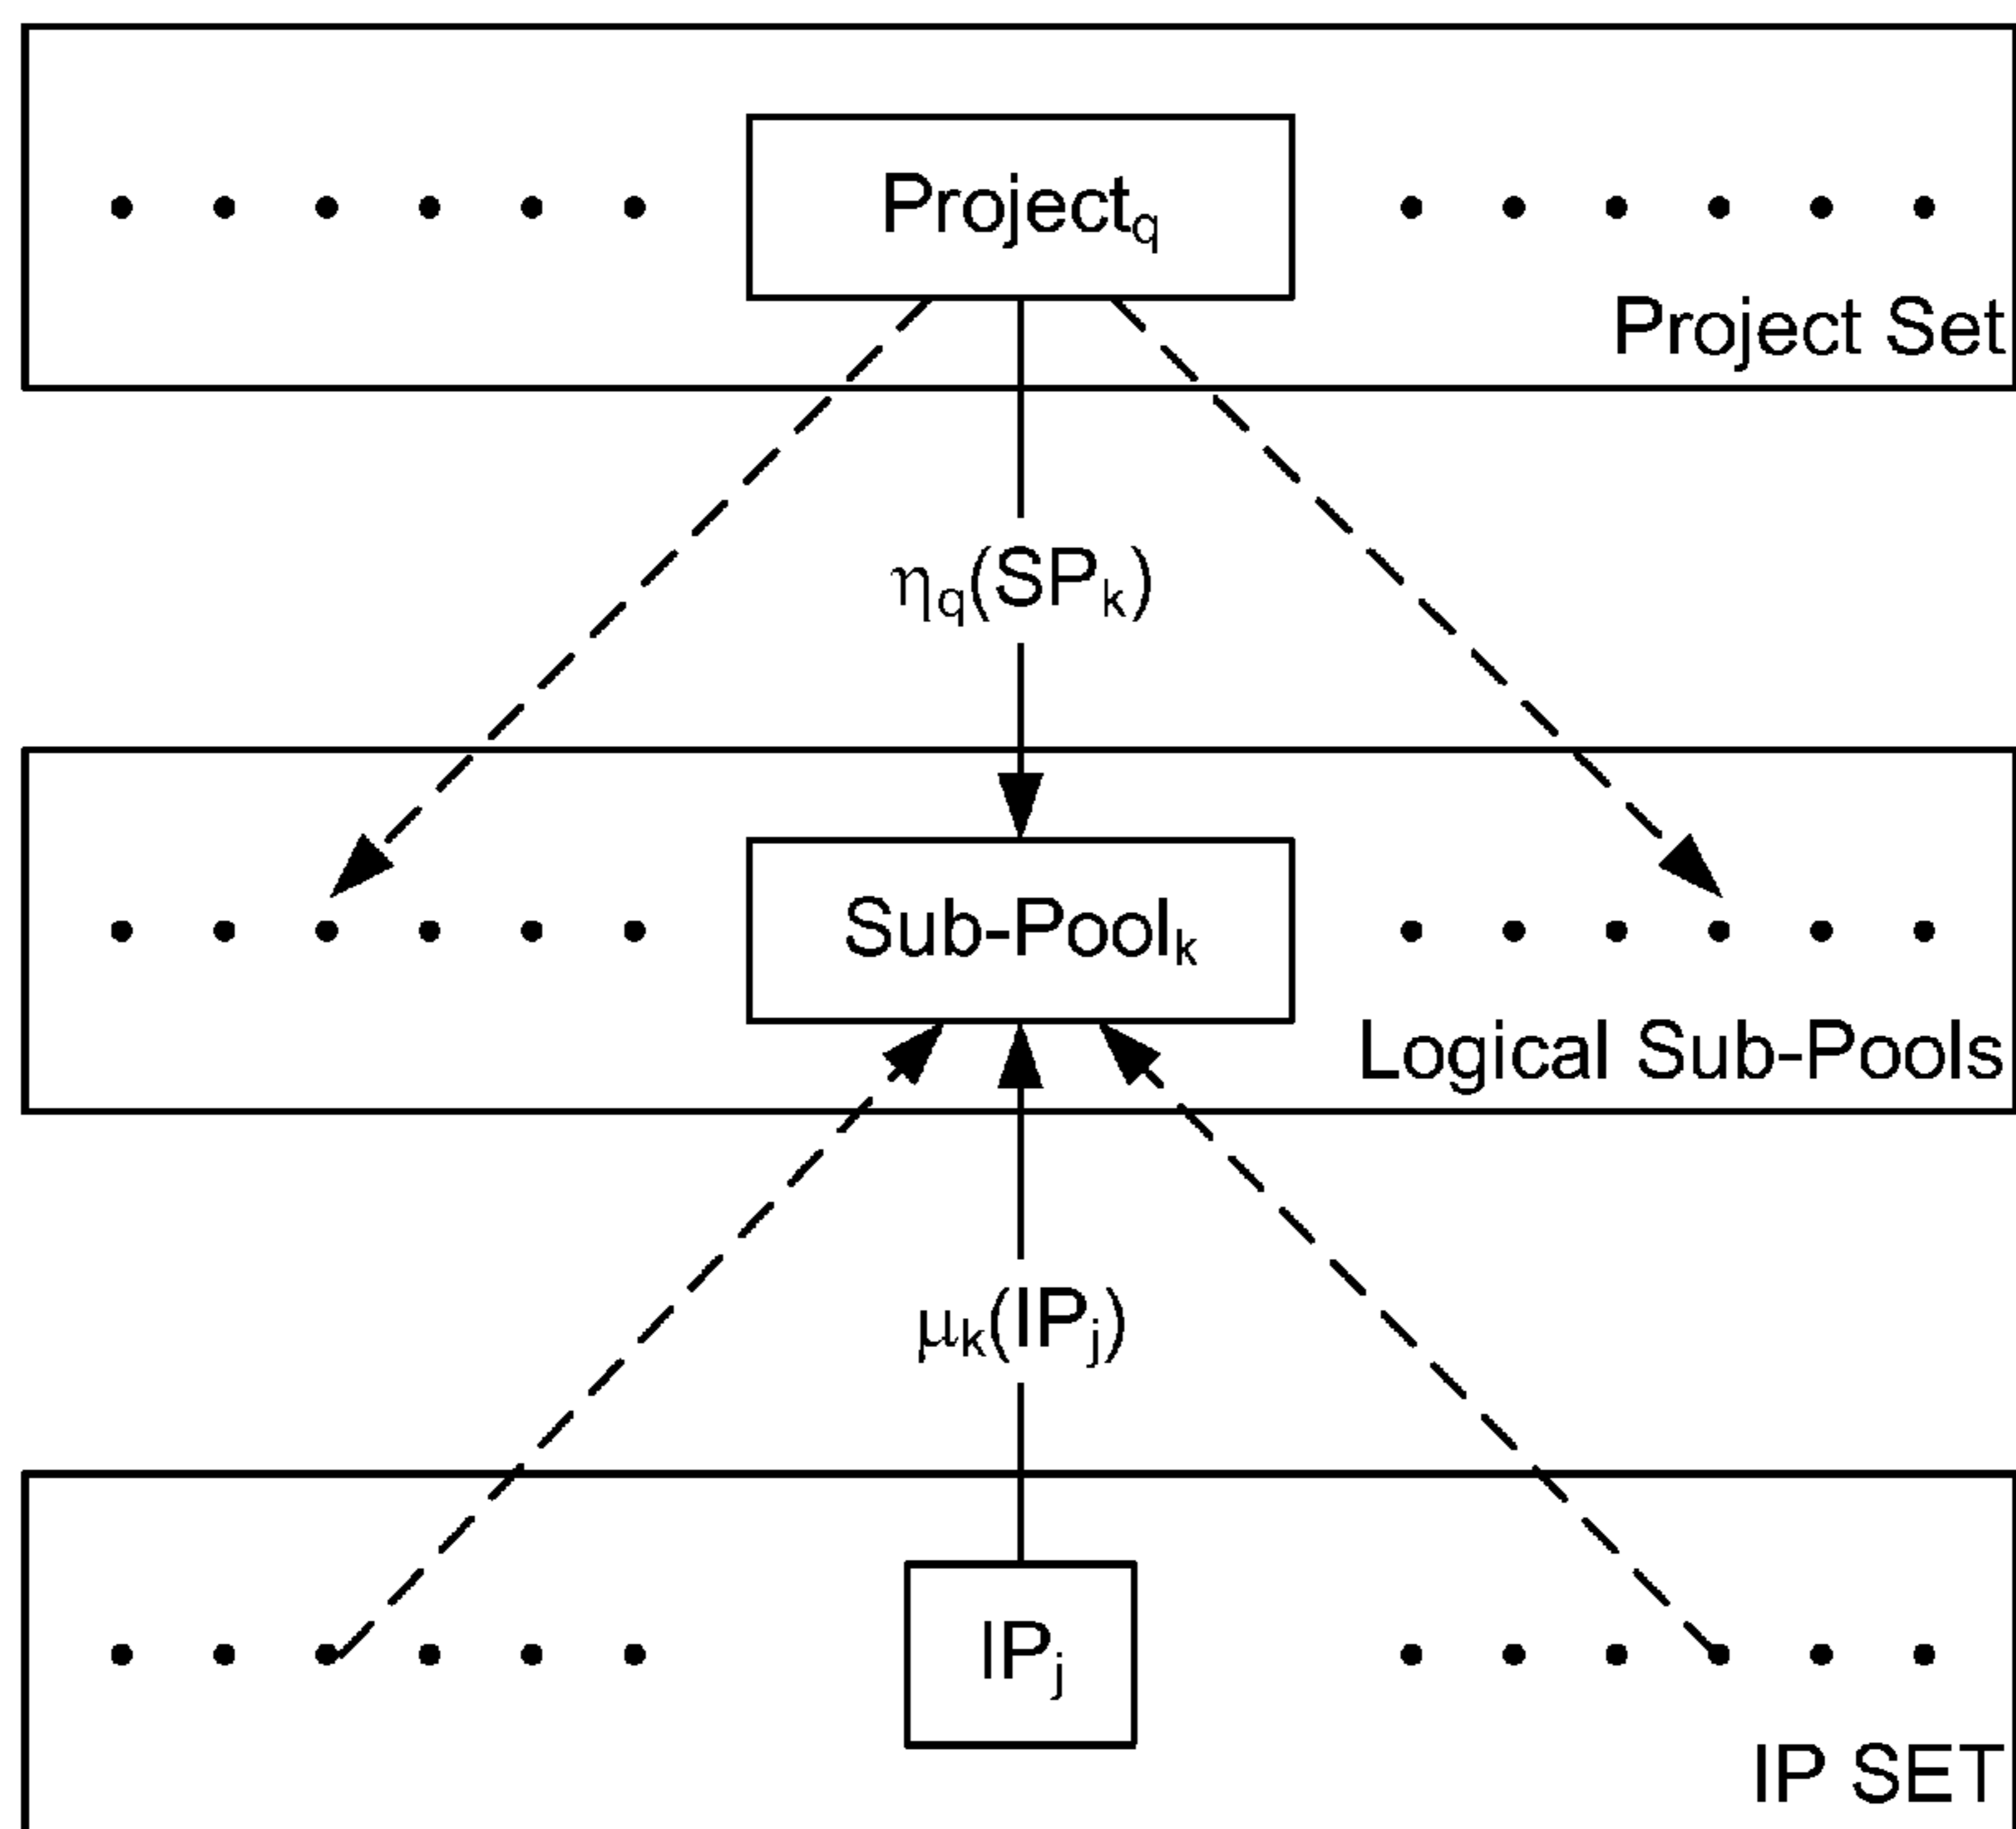 Projectq
Project Set
ηq(SPk)
Sub-Poolk
Logical Sub-Pools
μk(IPj)
IPj
IP SET